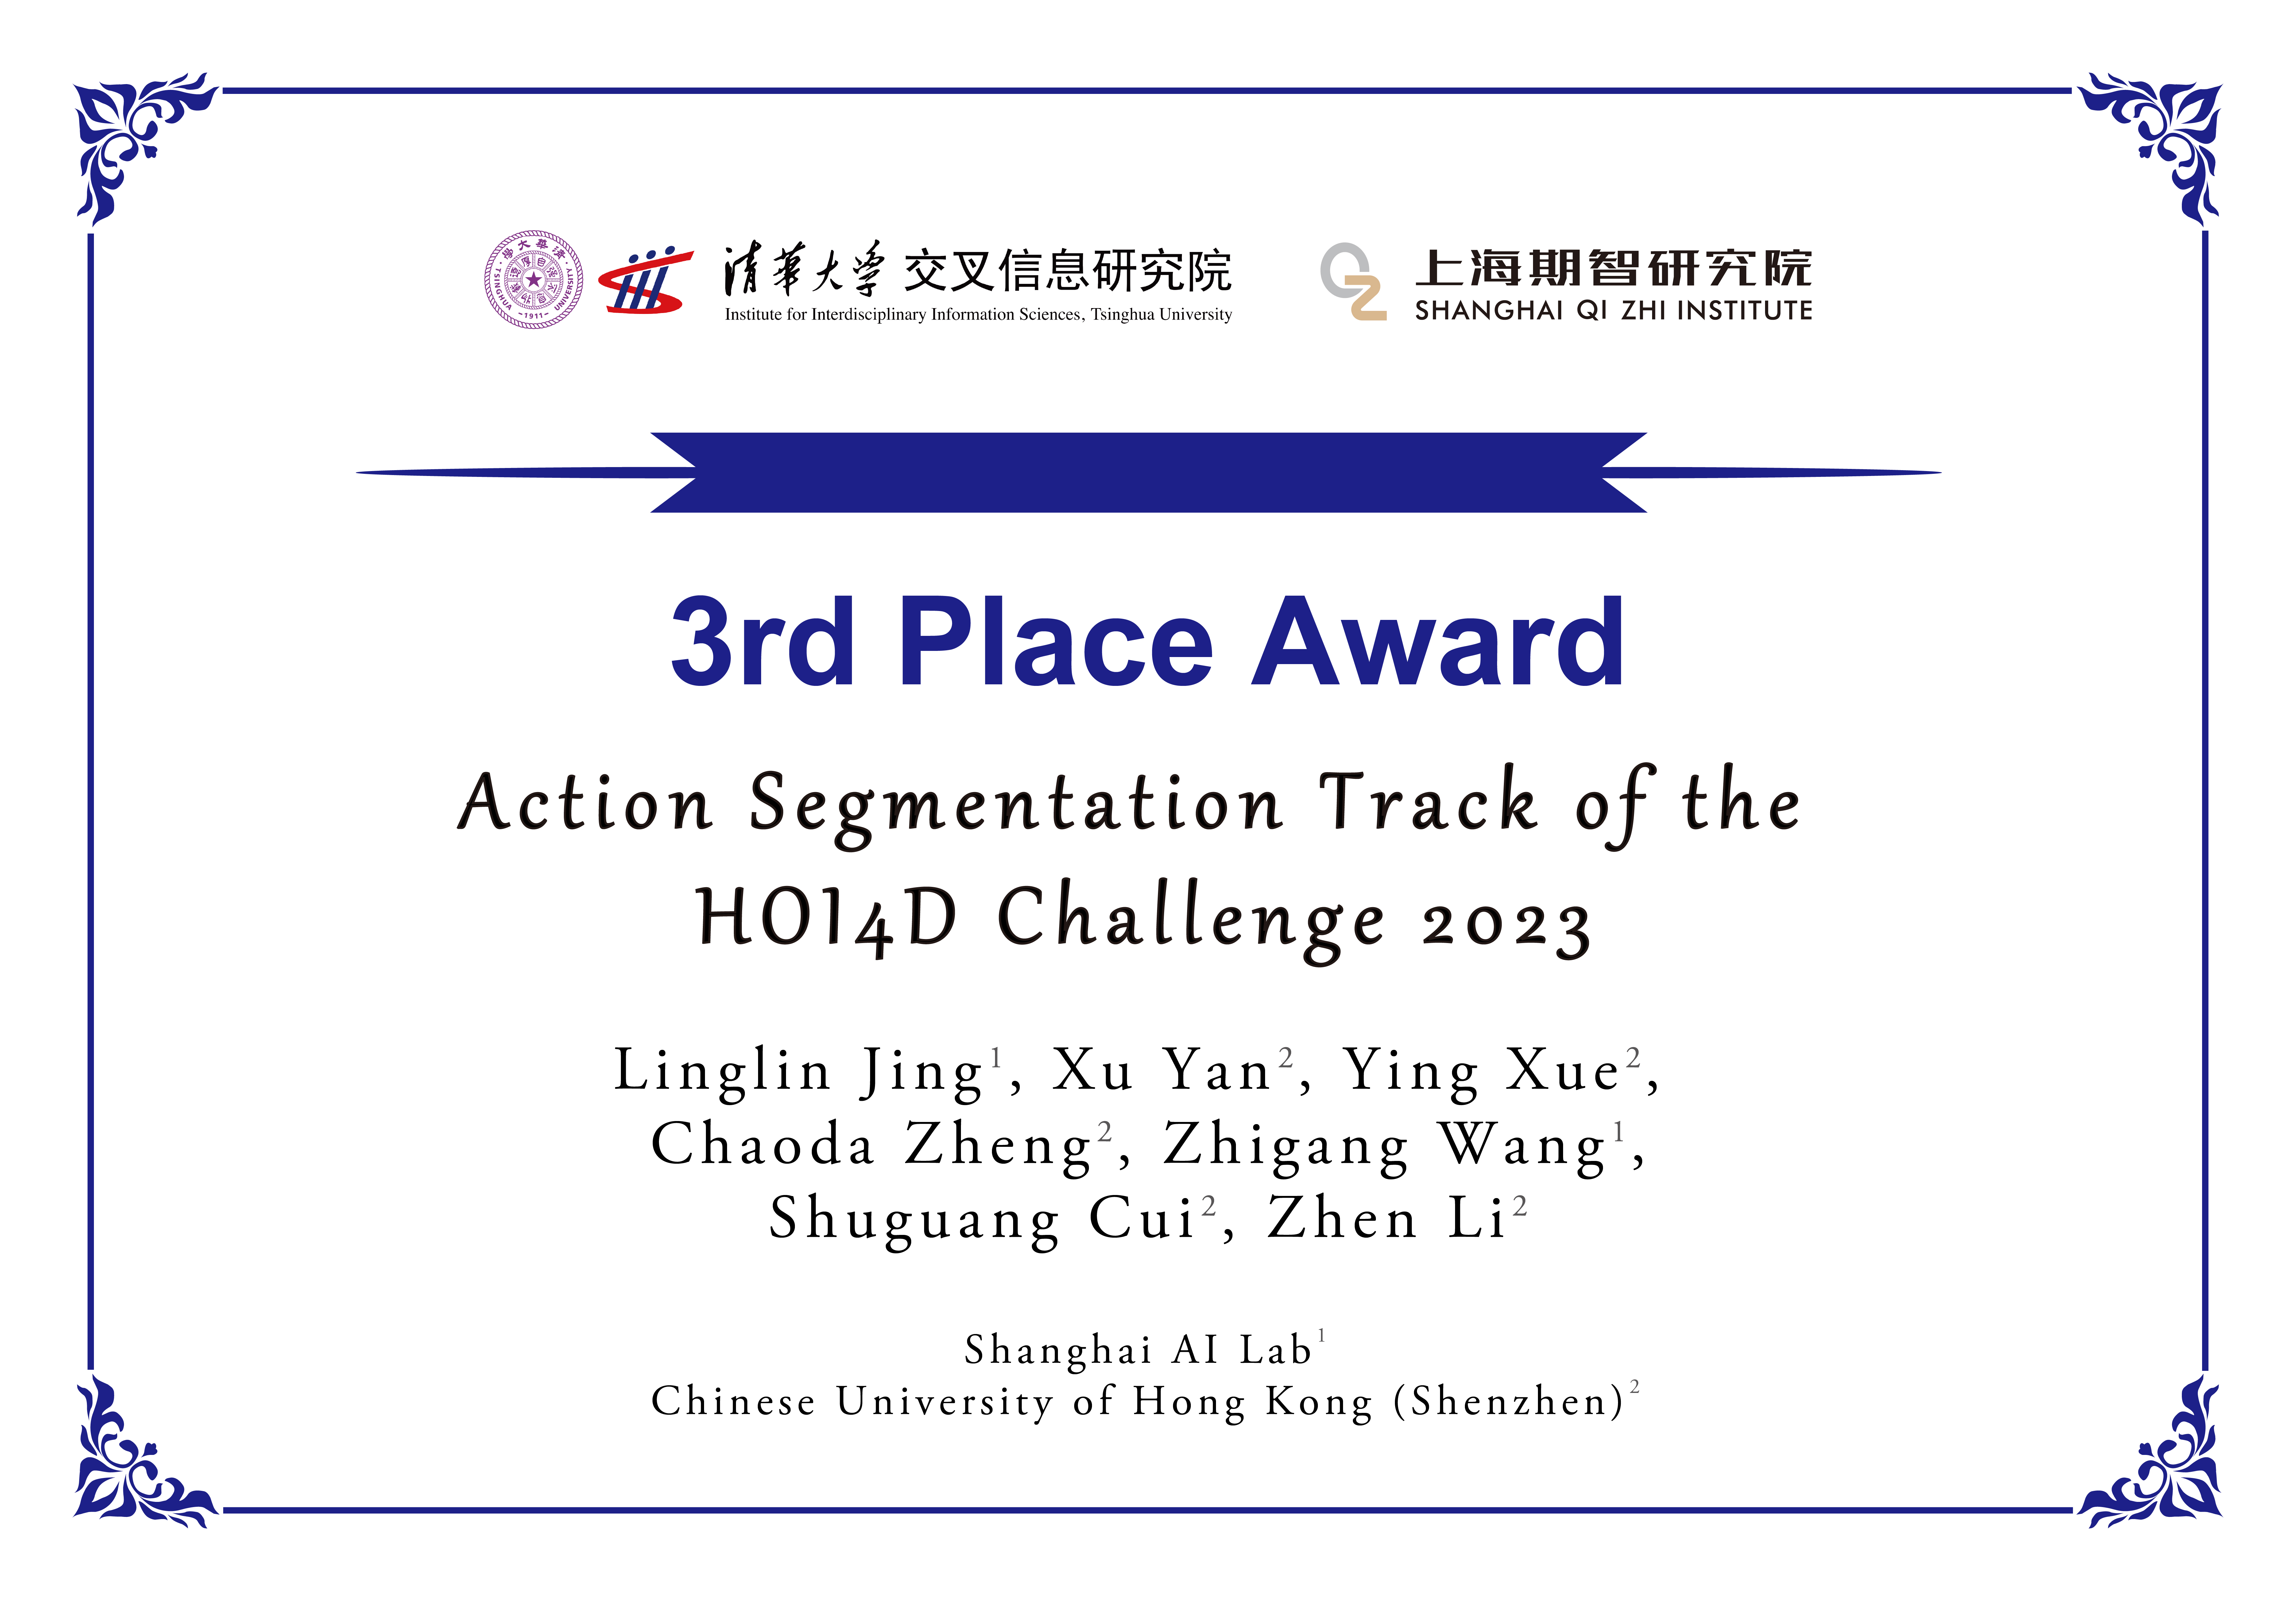 清華大学 交叉信息研究院
Institute for Interdisciplinary Information Sciences, Tsinghua University
TSINGHUA UNIVERSITY
–1911–
上海期智研究院
SHANGHAI QI ZHI INSTITUTE
3rd Place Award
Action Segmentation Track of the
HOI4D Challenge 2023
Linglin Jing¹, Xu Yan², Ying Xue²,
Chaoda Zheng², Zhigang Wang¹,
Shuguang Cui², Zhen Li²
Shanghai AI Lab¹
Chinese University of Hong Kong (Shenzhen)²